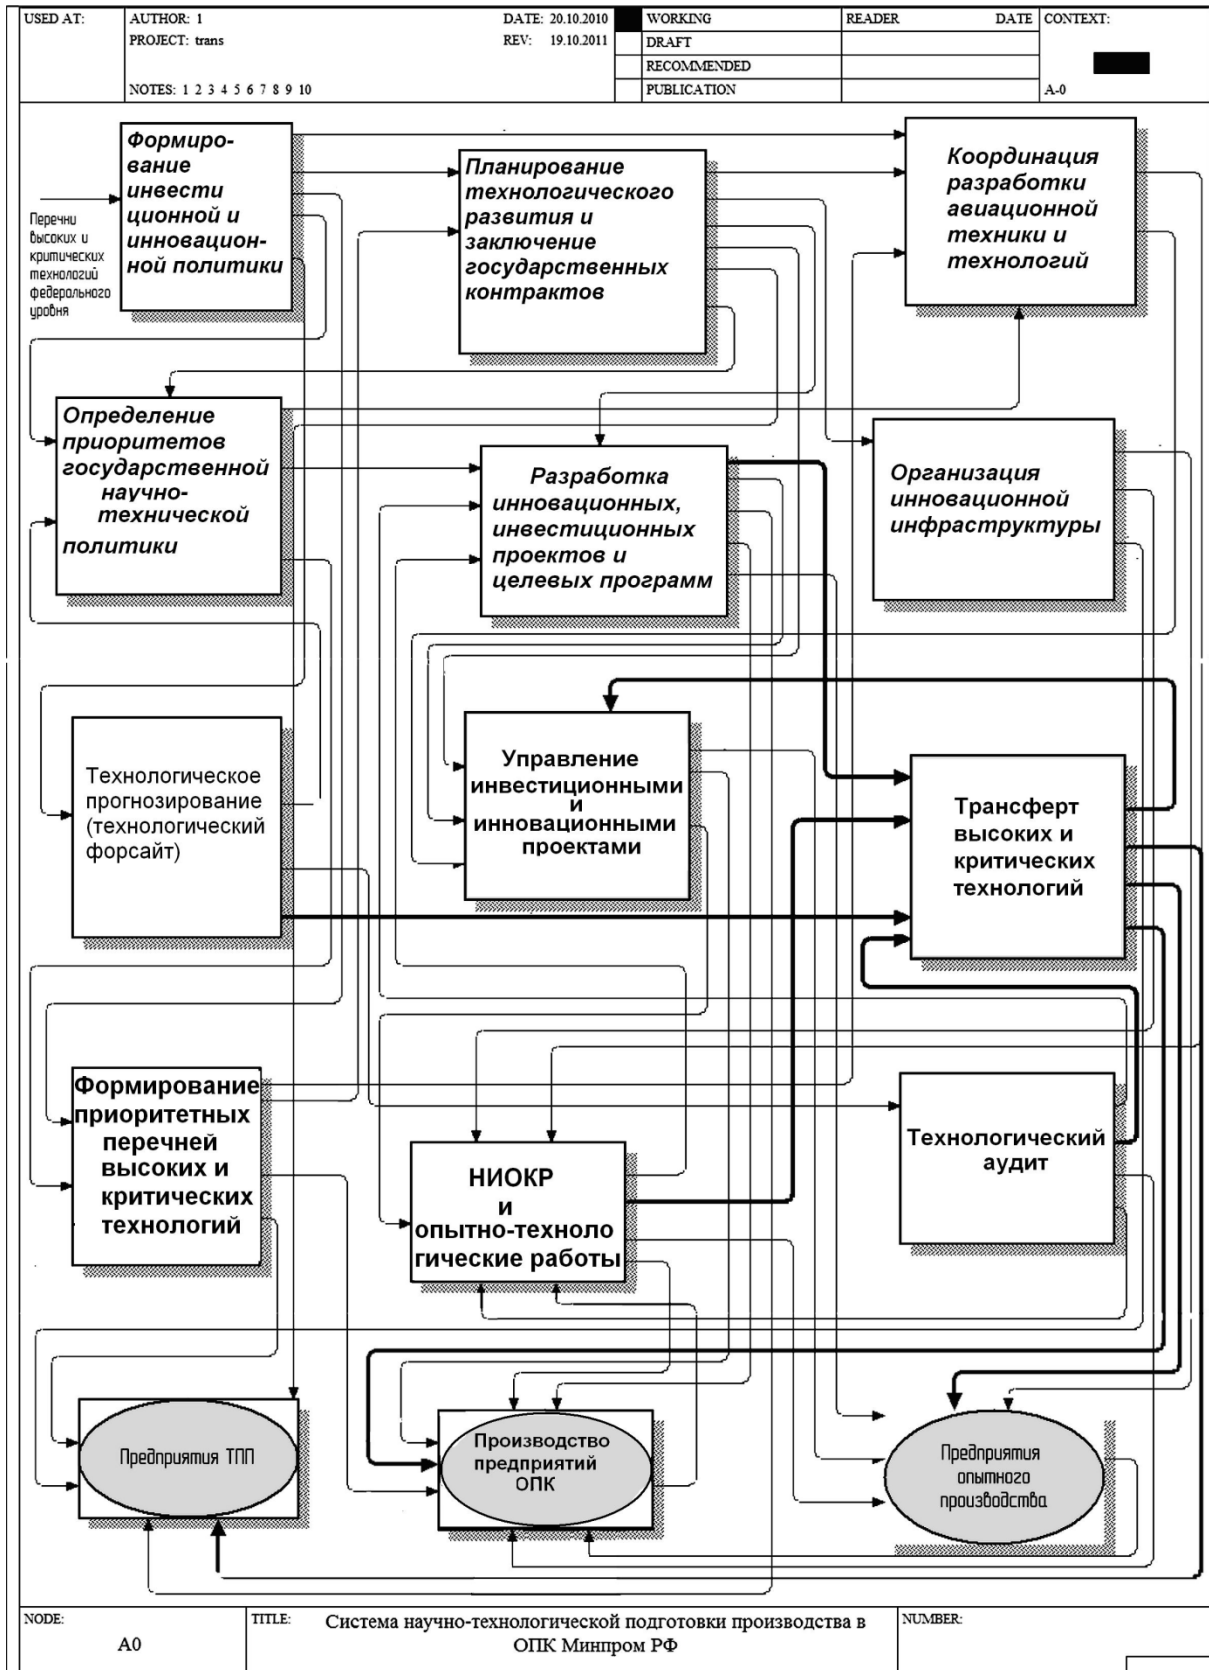 USED AT:
AUTHOR: 1
DATE: 20.10.2010
WORKING
READER
DATE
CONTEXT:
PROJECT: trans
REV: 19.10.2011
DRAFT
RECOMMENDED
NOTES: 1 2 3 4 5 6 7 8 9 10
PUBLICATION
A-0
Перечни
высоких и
критических
технологий
федерального
уровня
Формиро-
вание
инвести
ционной и
инновацион-
ной политики
Планирование
технологического
развития и
заключение
государственных
контрактов
Координация
разработки
авиационной
техники и
технологий
Определение
приоритетов
государственной
научно-
технической
политики
Разработка
инновационных,
инвестиционных
проектов и
целевых программ
Организация
инновационной
инфраструктуры
Технологическое
прогнозирование
(технологический
форсайт)
Управление
инвестиционными
и
инновационными
проектами
Трансферт
высоких и
критических
технологий
Формирование
приоритетных
перечней
высоких и
критических
технологий
НИОКР
и
опытно-техноло
гические работы
Технологический
аудит
Предприятия ТПП
Производство
предприятий
ОПК
Предприятия
опытного
производства
NODE:
A0
TITLE:
Система научно-технологической подготовки производства в
ОПК Минпром РФ
NUMBER: